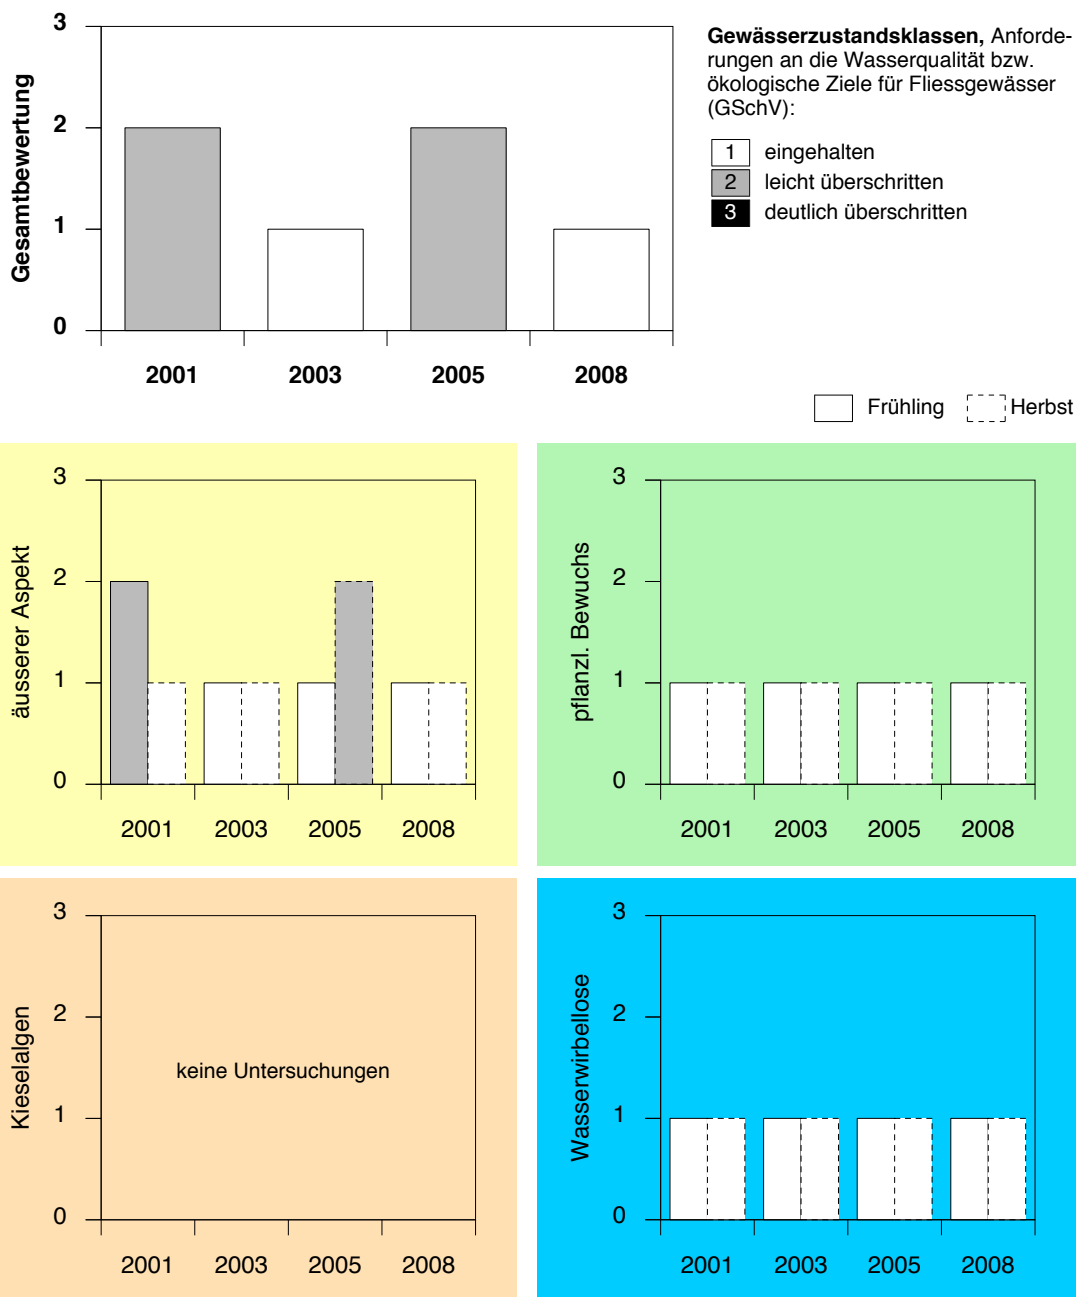 Gesamtbewertung
3
2
1
0
2001 2003 2005 2008
Gewässerzustandsklassen, Anforde-
rungen an die Wasserqualität bzw.
ökologische Ziele für Fliessgewässer
(GSchV):
1 eingehalten
2 leicht überschritten
3 deutlich überschritten
Frühling Herbst
äusserer Aspekt
3
2
1
0
2001 2003 2005 2008
pflanzl. Bewuchs
3
2
1
0
2001 2003 2005 2008
Kieselalgen
3
2
1
0
keine Untersuchungen
2001 2003 2005 2008
Wasserwirbellose
3
2
1
0
2001 2003 2005 2008